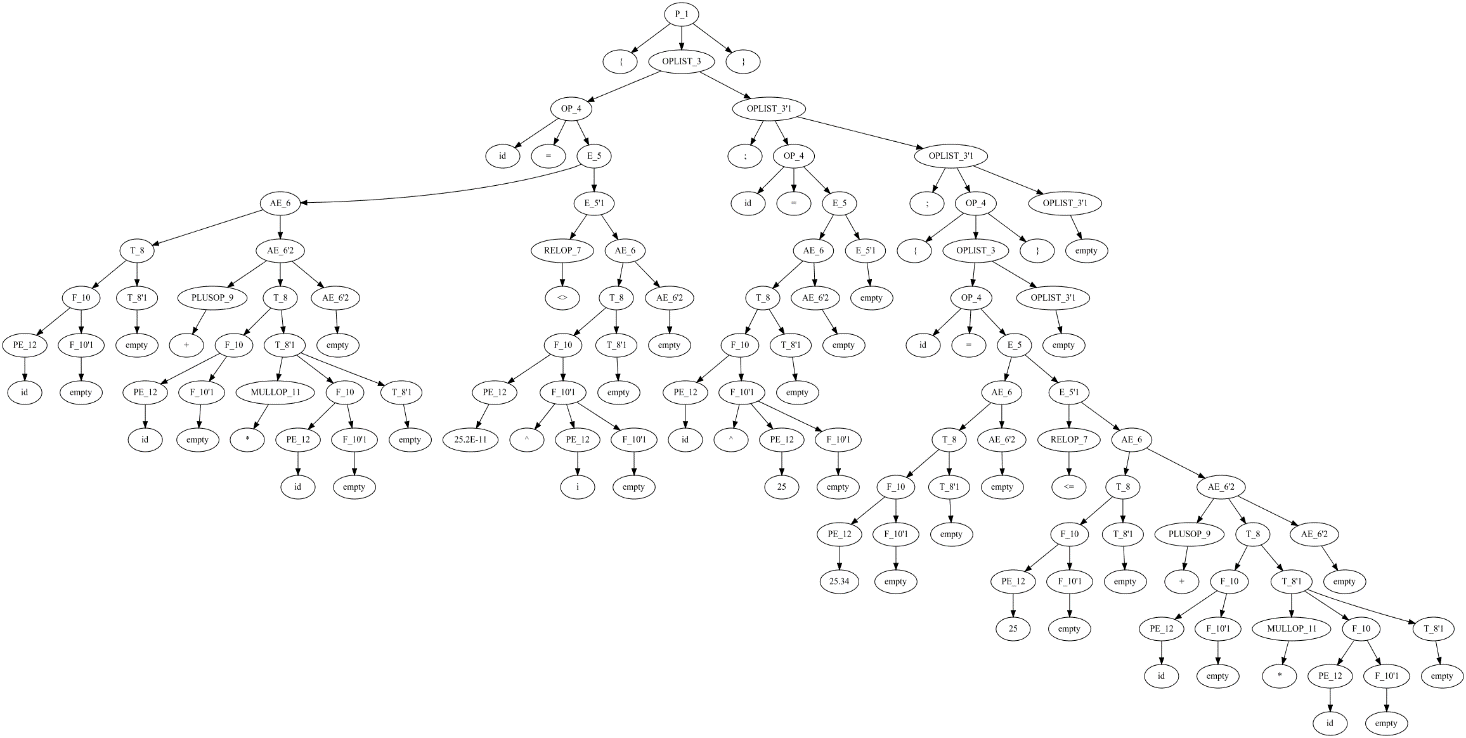 P_1
{ OPLIST_3 }
OP_4 OPLIST_3'1
id = E_5 ; OP_4 OPLIST_3'1
AE_6 E_5'1 id = E_5 ; OP_4 OPLIST_3'1
T_8 AE_6'2 RELOP_7 AE_6 AE_6 E_5'1 { OPLIST_3 } empty
F_10 T_8'1 PLUSOP_9 T_8 AE_6'2 <> T_8 AE_6'2 T_8 AE_6'2 empty OP_4 OPLIST_3'1
PE_12 F_10'1 empty + F_10 T_8'1 empty F_10 T_8'1 empty F_10 T_8'1 empty id = E_5 empty
id empty PE_12 F_10'1 MULLOP_11 F_10 T_8'1 PE_12 F_10'1 empty PE_12 F_10'1 empty AE_6 E_5'1
id empty * PE_12 F_10'1 empty 25.2E-11 ^ PE_12 F_10'1 id ^ PE_12 F_10'1 T_8 AE_6'2 RELOP_7 AE_6
id empty i empty 25 empty F_10 T_8'1 empty <= T_8 AE_6'2
PE_12 F_10'1 empty F_10 T_8'1 PLUSOP_9 T_8 AE_6'2
25.34 empty PE_12 F_10'1 empty + F_10 T_8'1 empty
25 empty PE_12 F_10'1 MULLOP_11 F_10 T_8'1
id empty * PE_12 F_10'1 empty
id empty